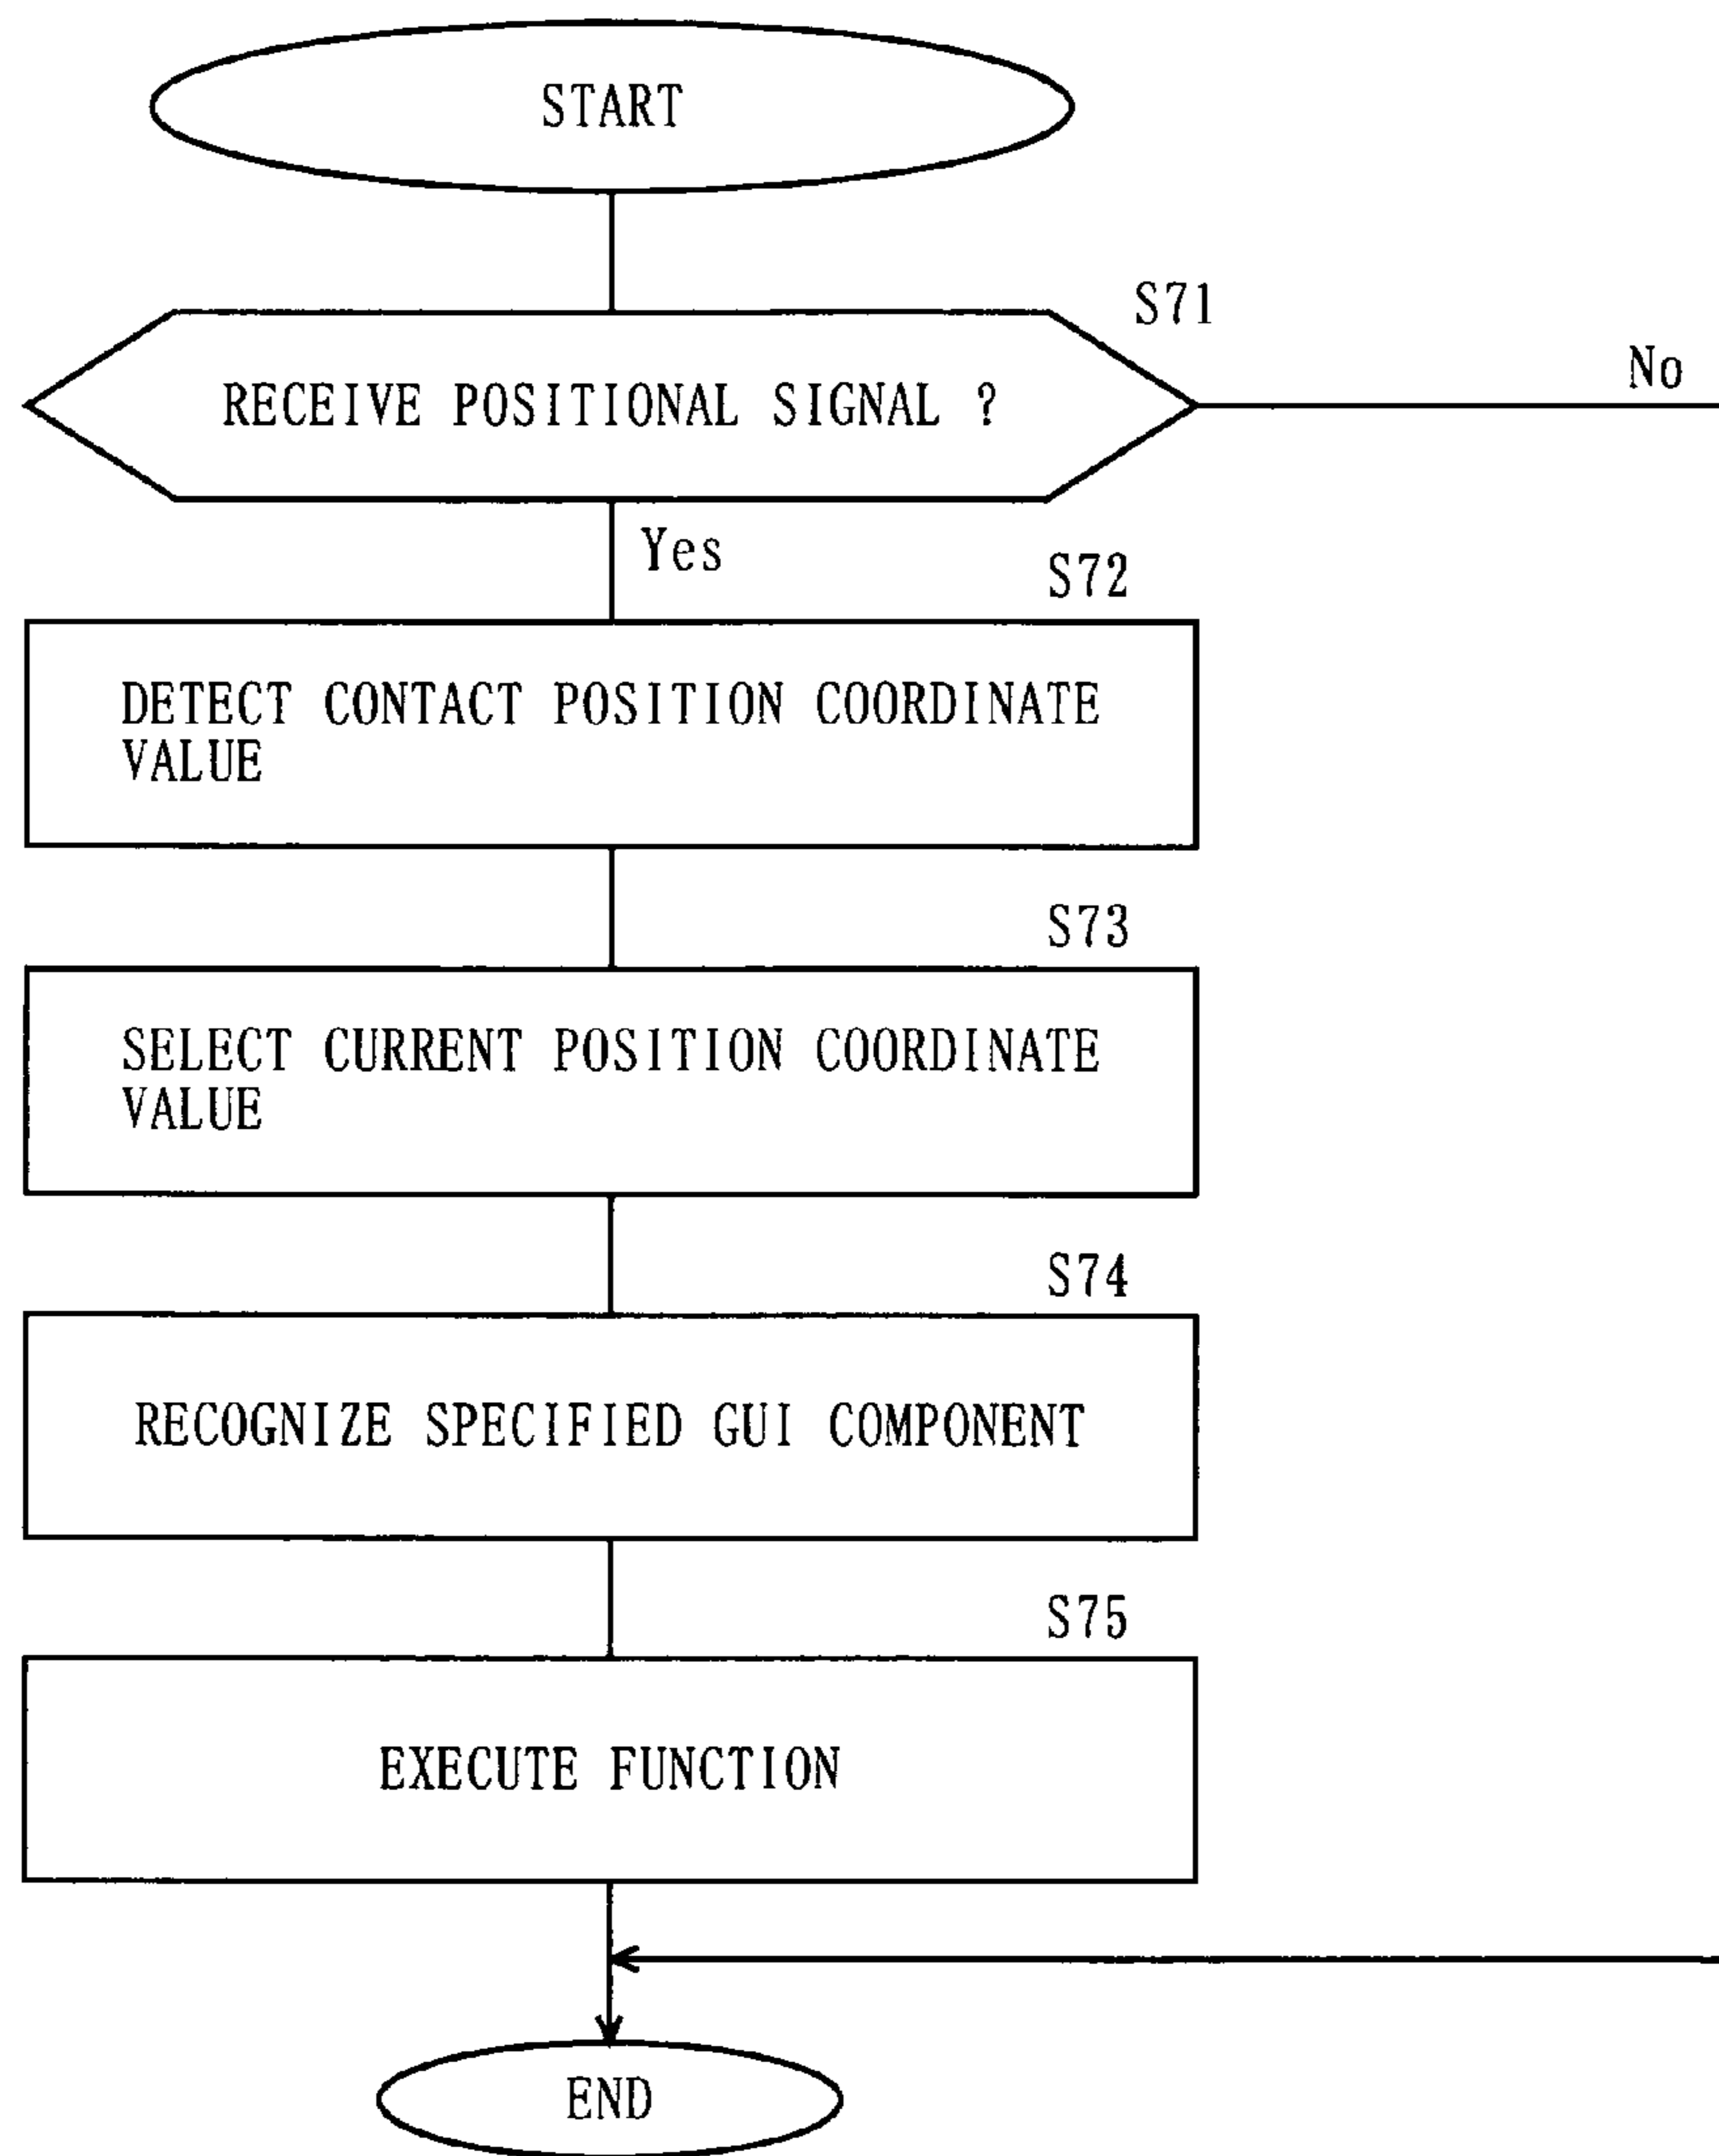 START
S71
RECEIVE POSITIONAL SIGNAL ?
No
Yes
S72
DETECT CONTACT POSITION COORDINATE
VALUE
S73
SELECT CURRENT POSITION COORDINATE
VALUE
S74
RECOGNIZE SPECIFIED GUI COMPONENT
S75
EXECUTE FUNCTION
END